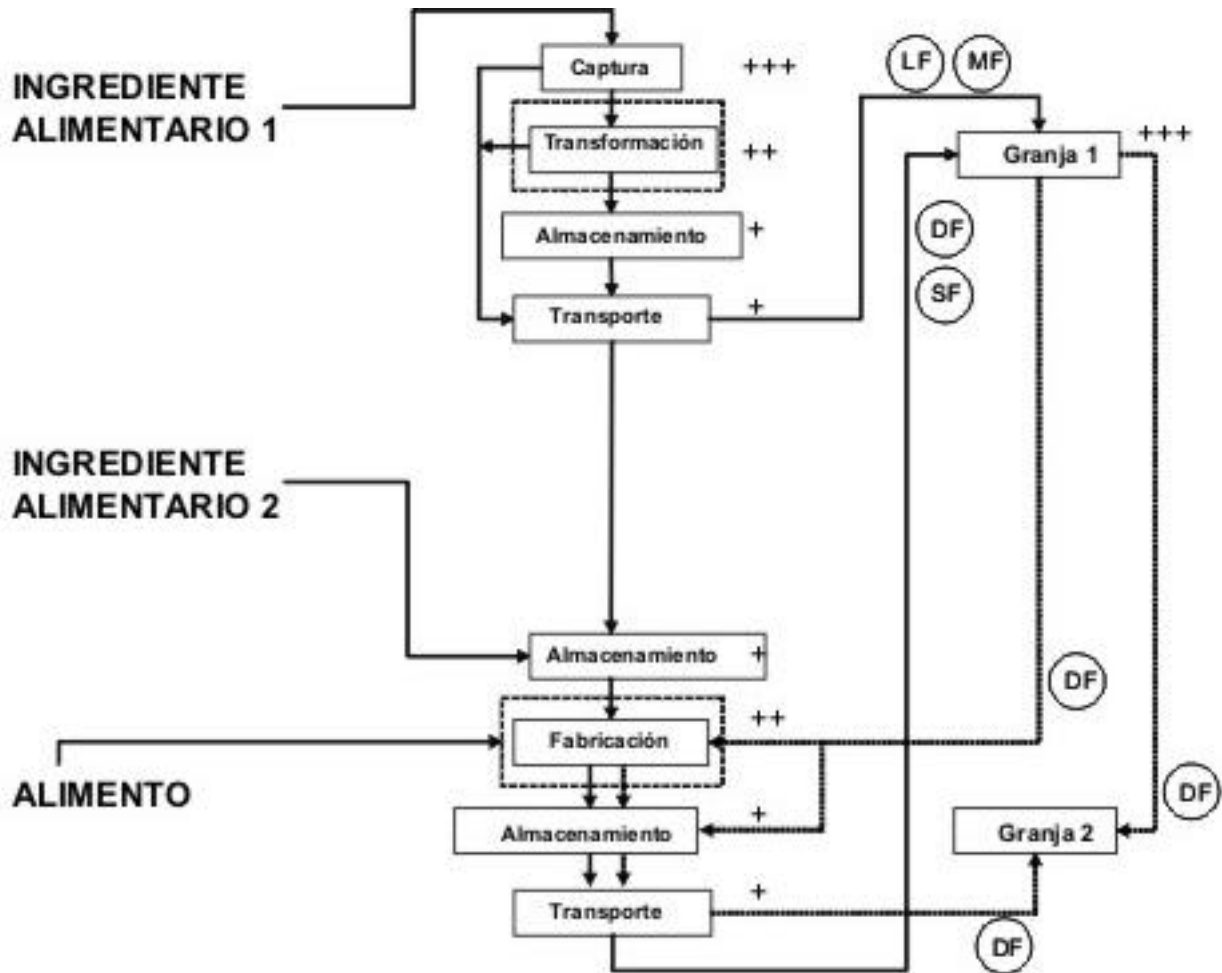 Captura
+++
LF
MF
INGREDIENTE
ALIMENTARIO 1
Transformación
++
Granja 1
+++
Almacenamiento
+
DF
SF
Transporte
+
INGREDIENTE
ALIMENTARIO 2
Almacenamiento
+
DF
Fabricación
++
ALIMENTO
DF
Almacenamiento
+
Granja 2
Transporte
+
DF